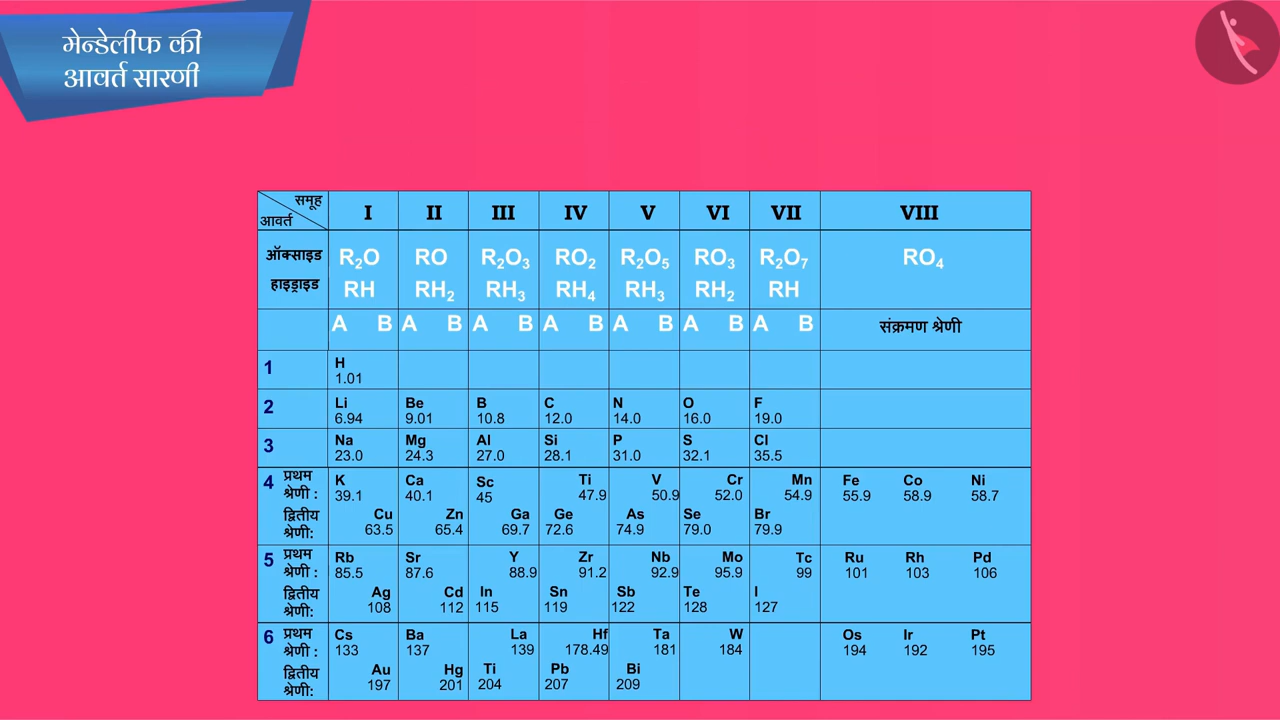 मेन्डेलीफ की
आवर्त सारणी
समूह
आवर्त
I II III IV V VI VII VIII
ऑक्साइड R₂O RO R₂O₃ RO₂ R₂O₅ RO₃ R₂O₇ RO₄
हाइड्राइड RH RH₂ RH₃ RH₄ RH₃ RH₂ RH
A B A B A B A B A B A B A B संक्रमण श्रेणी
1 H
1.01
2 Li Be B C N O F
6.94 9.01 10.8 12.0 14.0 16.0 19.0
3 Na Mg Al Si P S Cl
23.0 24.3 27.0 28.1 31.0 32.1 35.5
4 प्रथम K Ca Sc Ti V Cr Mn Fe Co Ni
श्रेणी : 39.1 40.1 45 47.9 50.9 52.0 54.9 55.9 58.9 58.7
द्वितीय Cu Zn Ga Ge As Se Br
श्रेणी: 63.5 65.4 69.7 72.6 74.9 79.0 79.9
5 प्रथम Rb Sr Y Zr Nb Mo Tc Ru Rh Pd
श्रेणी : 85.5 87.6 88.9 91.2 92.9 95.9 99 101 103 106
द्वितीय Ag Cd In Sn Sb Te I
श्रेणी: 108 112 115 119 122 128 127
6 प्रथम Cs Ba La Hf Ta W Os Ir Pt
श्रेणी : 133 137 139 178.49 181 184 194 192 195
द्वितीय Au Hg Ti Pb Bi
श्रेणी: 197 201 204 207 209